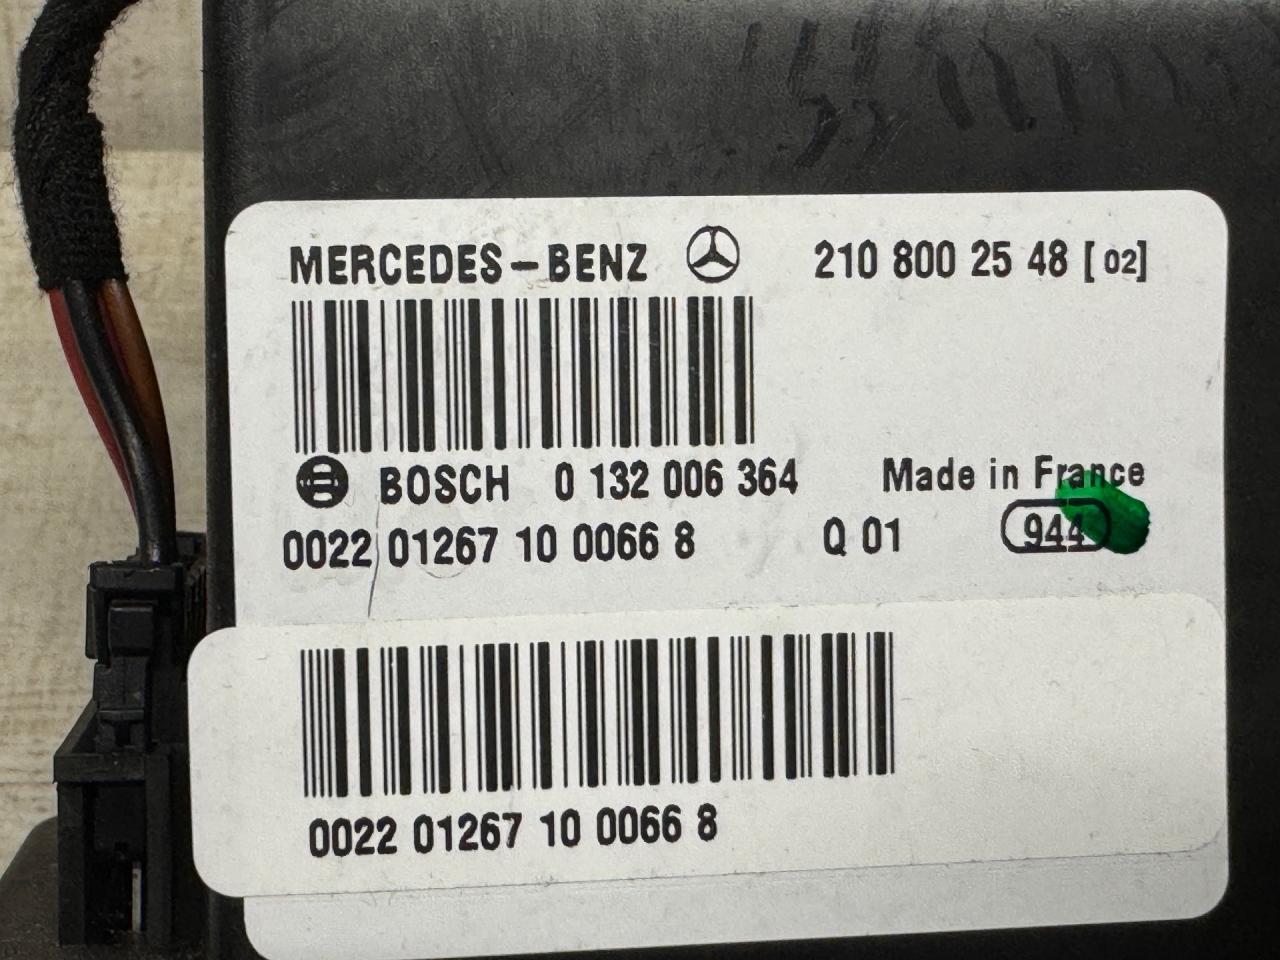 MERCEDES-BENZ 210 800 25 48 [02]
BOSCH 0 132 006 364 Made in France
0022 01267 10 0066 8 Q 01 944
0022 01267 10 0066 8